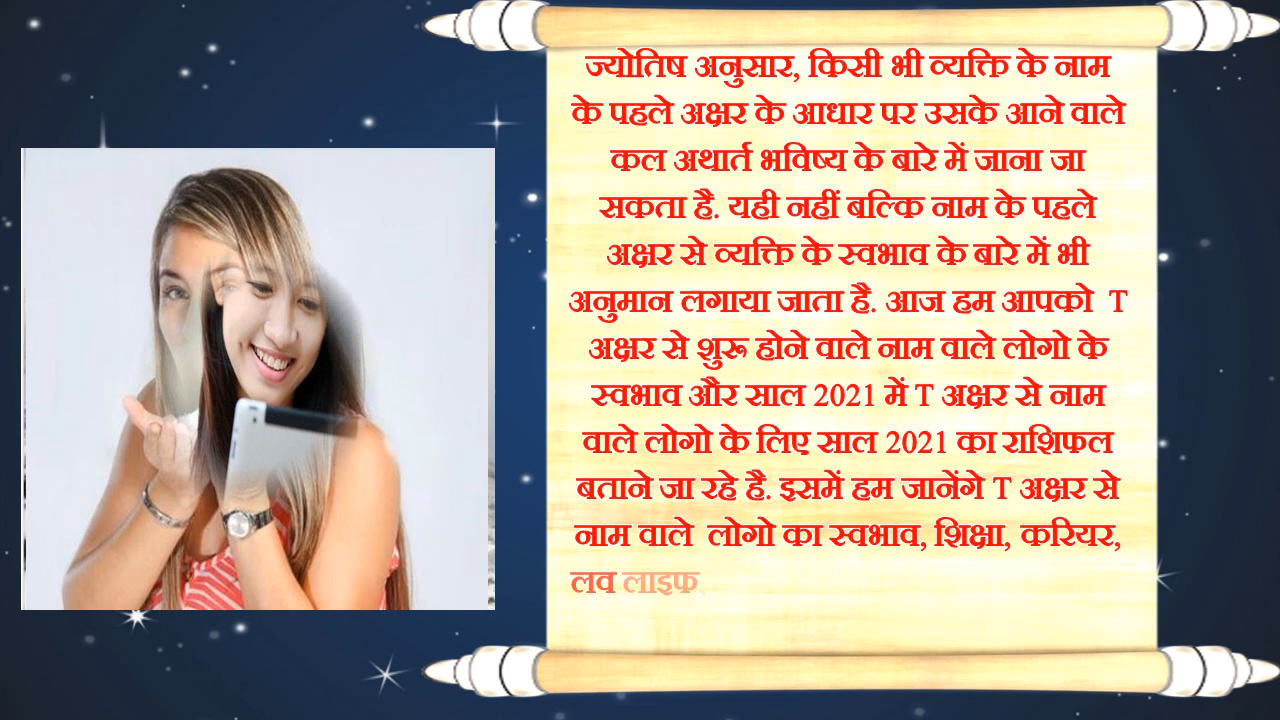 ज्योतिष अनुसार, किसी भी व्यक्ति के नाम
के पहले अक्षर के आधार पर उसके आने वाले
कल अथार्त भविष्य के बारे में जाना जा
सकता है. यही नहीं बल्कि नाम के पहले
अक्षर से व्यक्ति के स्वभाव के बारे में भी
अनुमान लगाया जाता है. आज हम आपको T
अक्षर से शुरू होने वाले नाम वाले लोगो के
स्वभाव और साल 2021 में T अक्षर से नाम
वाले लोगो के लिए साल 2021 का राशिफल
बताने जा रहे है. इसमें हम जानेंगे T अक्षर से
नाम वाले लोगो का स्वभाव, शिक्षा, करियर,
लव लाइफ